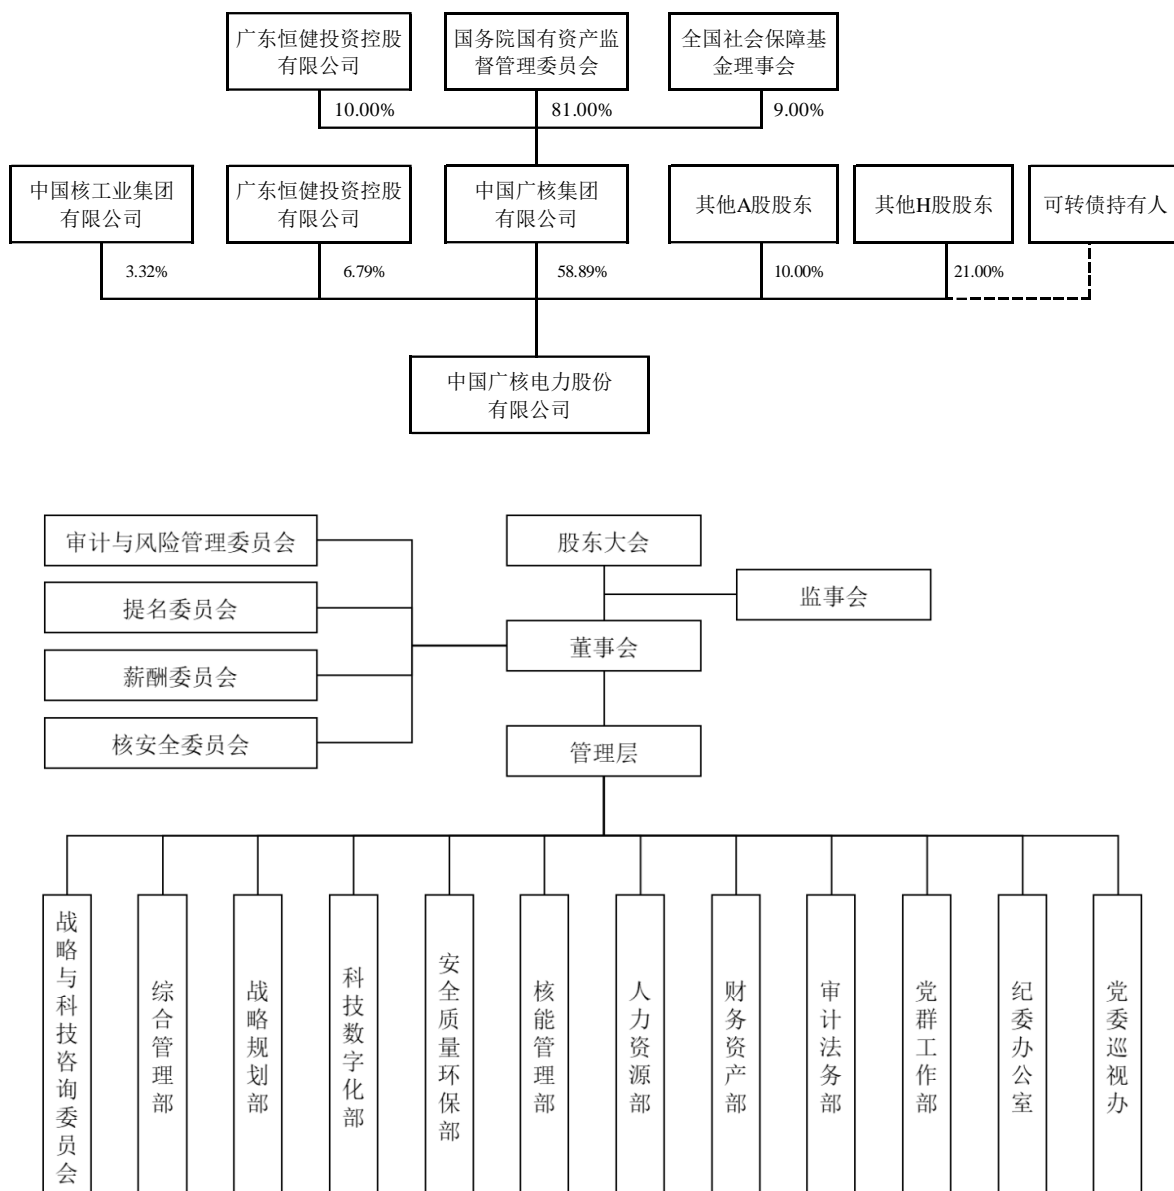 广东恒健投资控股
有限公司
国务院国有资产监
督管理委员会
全国社会保障基
金理事会
10.00%
81.00%
9.00%
中国核工业集团
有限公司
广东恒健投资控股
有限公司
中国广核集团
有限公司
其他A股股东
其他H股股东
可转债持有人
3.32%
6.79%
58.89%
10.00%
21.00%
中国广核电力股份
有限公司
审计与风险管理委员会
股东大会
提名委员会
监事会
董事会
薪酬委员会
核安全委员会
管理层
战略与科技咨询委员会
综合管理部
战略规划部
科技数字化部
安全质量环保部
核能管理部
人力资源部
财务资产部
审计法务部
党群工作部
纪委办公室
党委巡视办